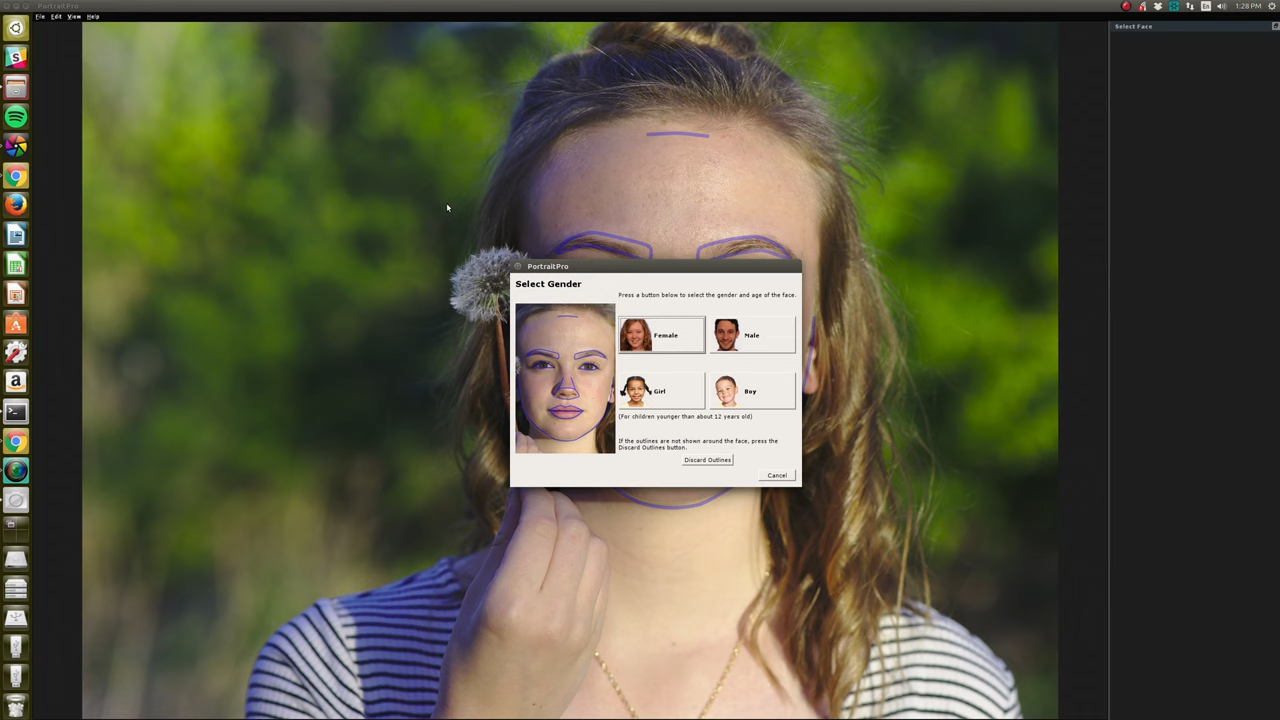 PortraitPro
En
1:28 PM
File Edit View Help
Select Face
PortraitPro
Select Gender
Press a button below to select the gender and age of the face.
Female
Male
Girl
Boy
(For children younger than about 12 years old)
If the outlines are not shown around the face, press the
Discard Outlines button.
Discard Outlines
Cancel